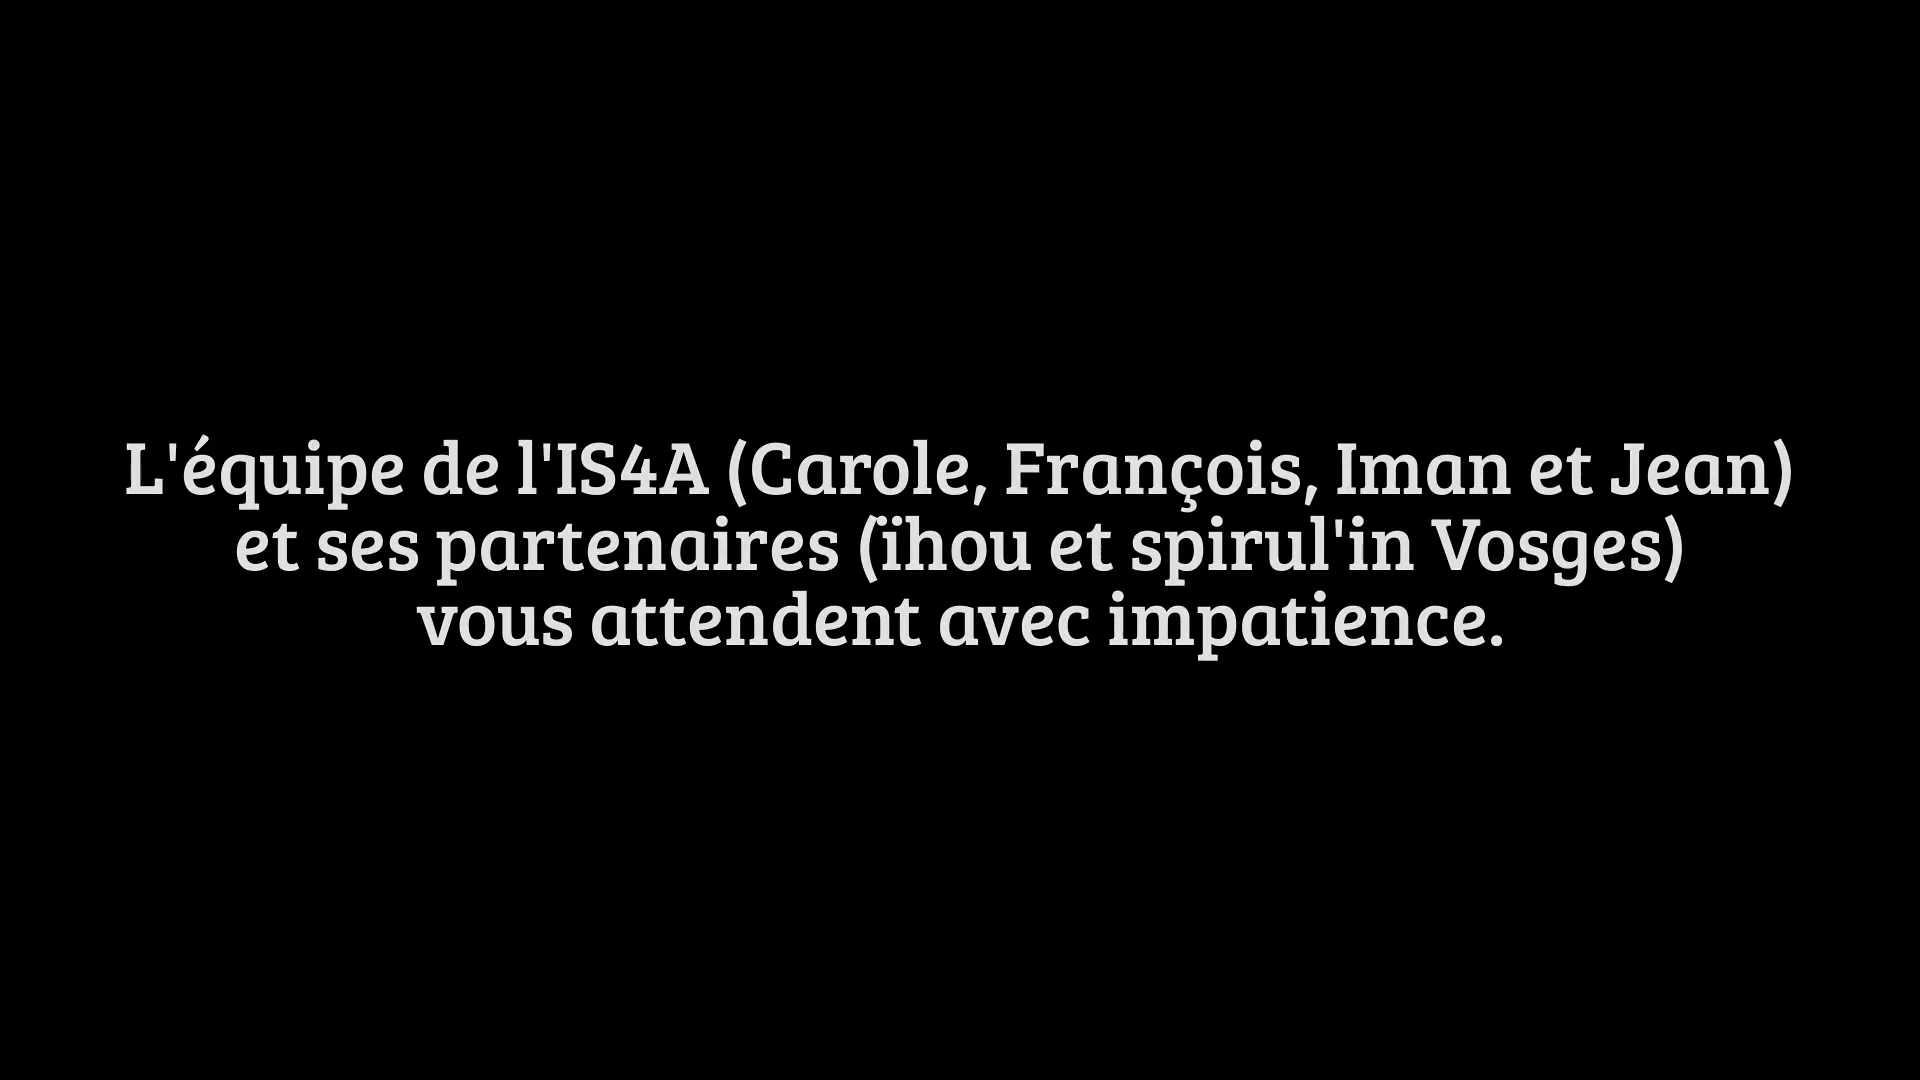 L'équipe de l'IS4A (Carole, François, Iman et Jean)
et ses partenaires (ïhou et spirul'in Vosges)
vous attendent avec impatience.